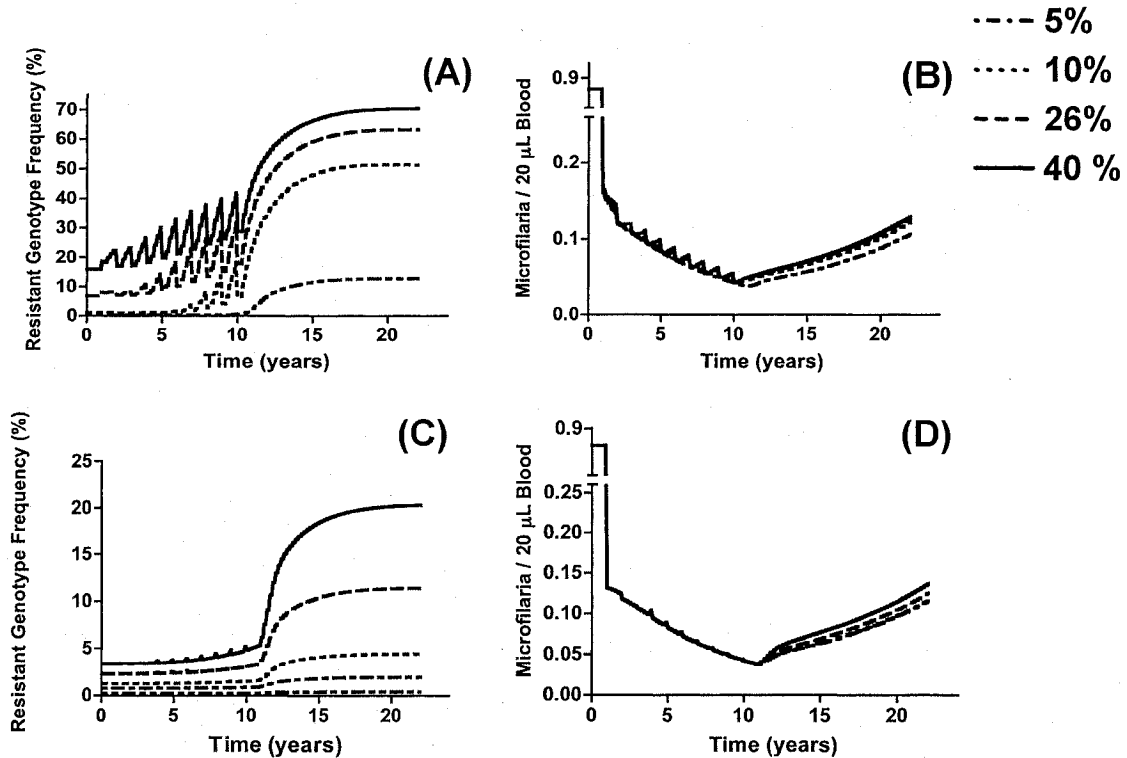 5%
10%
26%
40 %
(A)
Resistant Genotype Frequency (%)
70
60
50
40
30
20
10
0
0 5 10 15 20
Time (years)
(B)
Microfilaria / 20 µL Blood
0.9
0.2
0.1
0.0
0 5 10 15 20
Time (years)
(C)
Resistant Genotype Frequency (%)
25
20
15
10
5
0
0 5 10 15 20
Time (years)
(D)
Microfilaria / 20 µL Blood
0.9
0.25
0.20
0.15
0.10
0.05
0.00
0 5 10 15 20
Time (years)